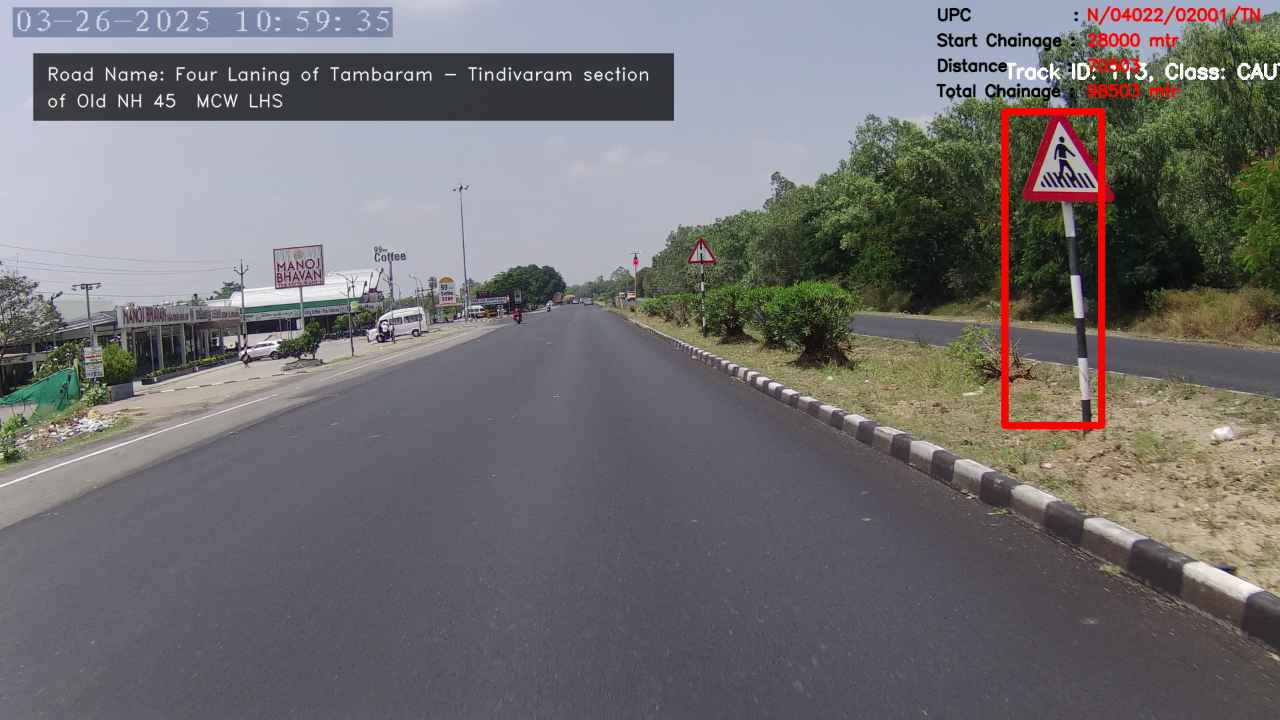 03-26-2025 10:59:35
Road Name: Four Laning of Tambaram - Tindivaram section
of Old NH 45 MCW LHS
UPC : N/04022/02001/TN
Start Chainage : 28000 mtr
Distance : 70503
Track ID: 113, Class: CAUT
Total Chainage : 98503 mtr
MANOJ
BHAVAN
Coffee